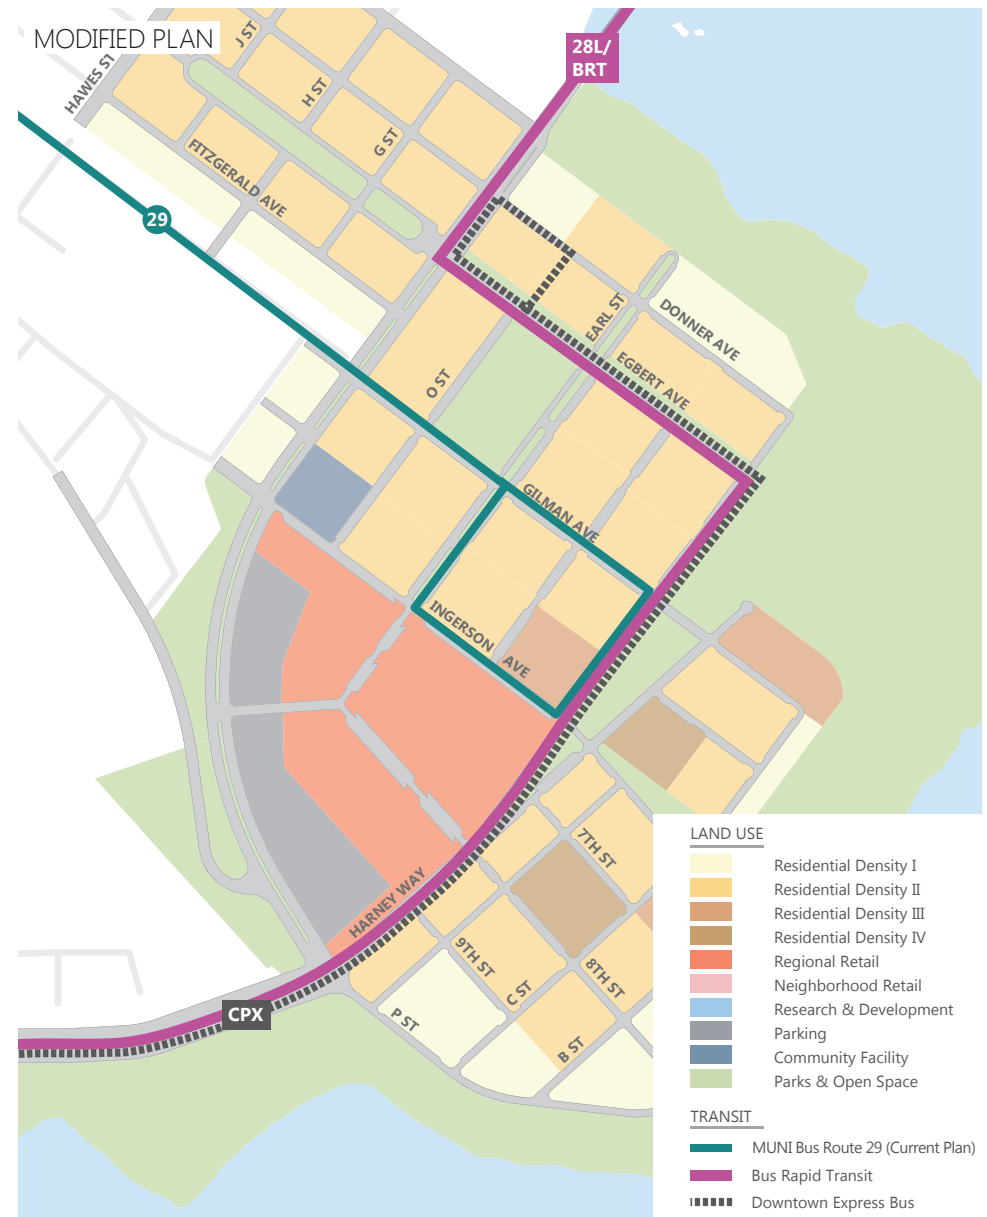 MODIFIED PLAN
28L/
BRT
J ST
HAWES ST
H ST
G ST
FITZGERALD AVE
29
DONNER AVE
EARL ST
EGBERT AVE
O ST
GILMAN AVE
INGERSON AVE
7TH ST
HARNEY WAY
9TH ST
8TH ST
C ST
CPX
P ST
B ST
LAND USE
Residential Density I
Residential Density II
Residential Density III
Residential Density IV
Regional Retail
Neighborhood Retail
Research & Development
Parking
Community Facility
Parks & Open Space
TRANSIT
MUNI Bus Route 29 (Current Plan)
Bus Rapid Transit
Downtown Express Bus